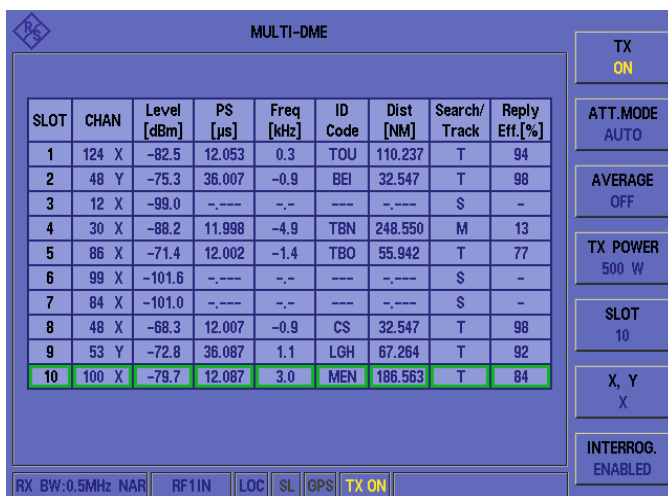 R&S
MULTI-DME
SLOT CHAN Level [dBm] PS [µs] Freq [kHz] ID Code Dist [NM] Search/ Track Reply Eff.[%]
1 124 X −82.5 12.053 0.3 TOU 110.237 T 94
2 48 Y −75.3 36.007 −0.9 BEI 32.547 T 98
3 12 X −99.0 −.−−− −.− −−− −.−−− S −
4 30 X −88.2 11.998 −4.9 TBN 248.550 M 13
5 86 X −71.4 12.002 −1.4 TBO 55.942 T 77
6 99 X −101.6 −.−−− −.− −−− −.−−− S −
7 84 X −101.0 −.−−− −.− −−− −.−−− S −
8 48 X −68.3 12.007 −0.9 CS 32.547 T 98
9 53 Y −72.8 36.087 1.1 LGH 67.264 T 92
10 100 X −79.7 12.087 3.0 MEN 186.563 T 84
TX
ON
ATT.MODE
AUTO
AVERAGE
OFF
TX POWER
500 W
SLOT
10
X, Y
X
INTERROG.
ENABLED
RX BW:0.5MHz NAR RF1IN LOC SL GPS TX ON